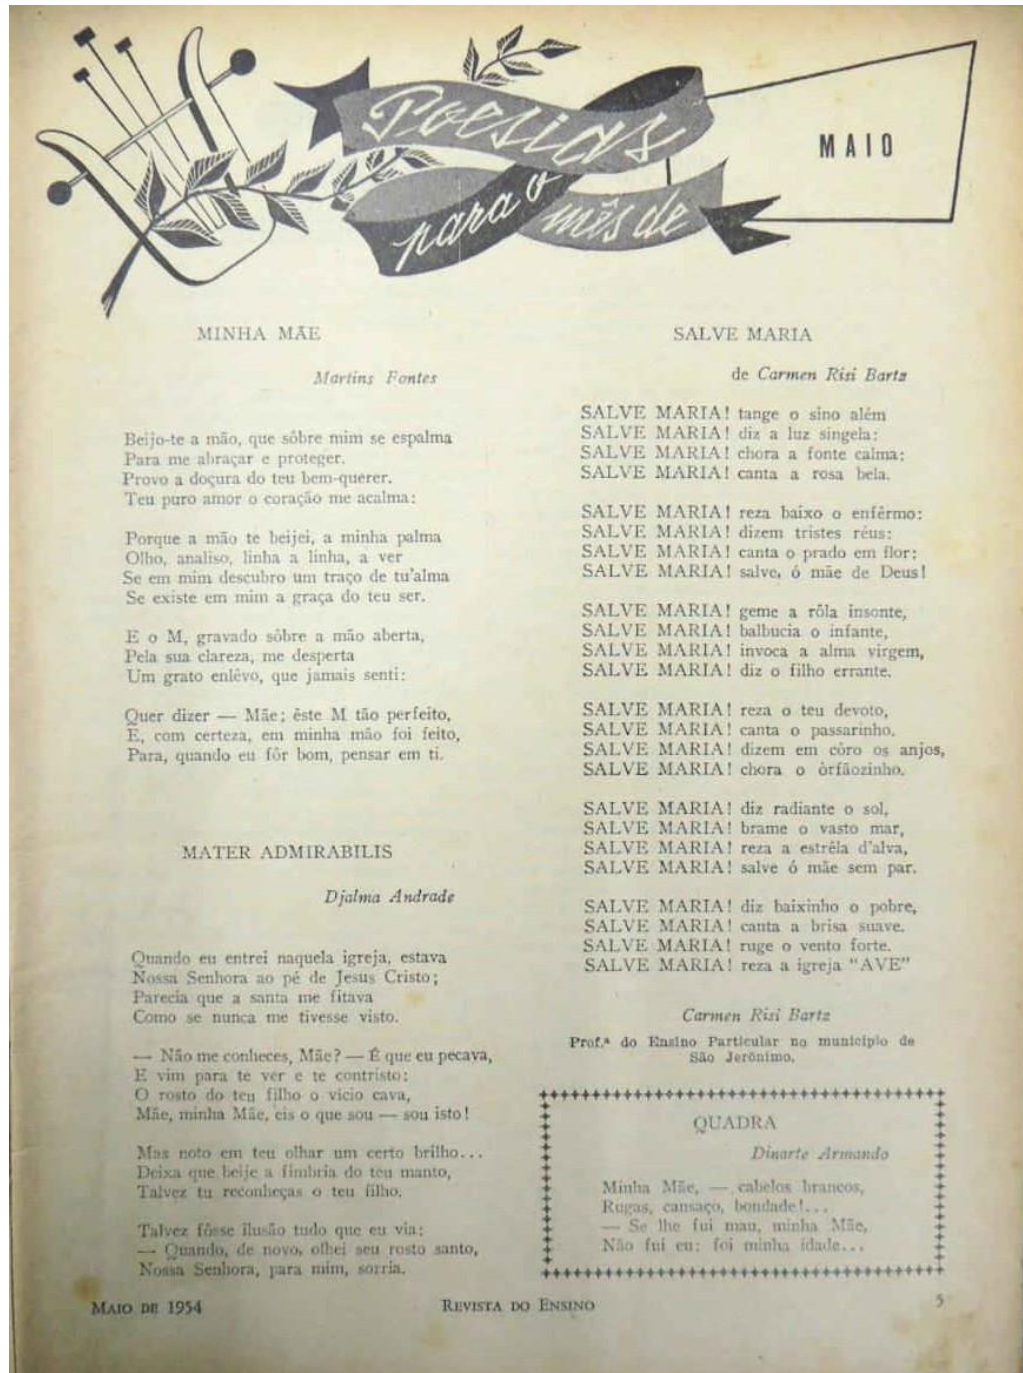 Poesias
para o mês de
MAIO
MINHA MÃE
Martins Fontes
Beijo-te a mão, que sôbre mim se espalma
Para me abraçar e proteger.
Provo a doçura do teu bem-querer.
Teu puro amor o coração me acalma:
Porque a mão te beijei, a minha palma
Olho, analiso, linha a linha, a ver
Se em mim descubro um traço de tu'alma
Se existe em mim a graça do teu ser.
E o M, gravado sôbre a mão aberta,
Pela sua clareza, me desperta
Um grato enlêvo, que jamais senti:
Quer dizer — Mãe; êste M tão perfeito,
E, com certeza, em minha mão foi feito,
Para, quando eu fôr bom, pensar em ti.
MATER ADMIRABILIS
Djalma Andrade
Quando eu entrei naquela igreja, estava
Nossa Senhora ao pé de Jesus Cristo;
Parecia que a santa me fitava
Como se nunca me tivesse visto.
— Não me conheces, Mãe? — É que eu pecava,
E vim para te ver e te contristo:
O rosto do teu filho o vício cava,
Mãe, minha Mãe, eis o que sou — sou isto!
Mas noto em teu olhar um certo brilho...
Deixa que beije a fímbria do teu manto,
Talvez tu reconheças o teu filho.
Talvez fôsse ilusão tudo que eu via:
— Quando, de novo, olhei seu rosto santo,
Nossa Senhora, para mim, sorria.
SALVE MARIA
de Carmen Risi Bartz
SALVE MARIA! tange o sino além
SALVE MARIA! diz a luz singela:
SALVE MARIA! chora a fonte calma:
SALVE MARIA! canta a rosa bela.
SALVE MARIA! reza baixo o enfêrmo:
SALVE MARIA! dizem tristes réus:
SALVE MARIA! canta o prado em flor:
SALVE MARIA! salve, ó mãe de Deus!
SALVE MARIA! geme a rôla insonte,
SALVE MARIA! balbucia o infante,
SALVE MARIA! invoca a alma virgem,
SALVE MARIA! diz o filho errante.
SALVE MARIA! reza o teu devoto,
SALVE MARIA! canta o passarinho.
SALVE MARIA! dizem em côro os anjos,
SALVE MARIA! chora o òrfãozinho.
SALVE MARIA! diz radiante o sol,
SALVE MARIA! brame o vasto mar,
SALVE MARIA! reza a estrêla d'alva,
SALVE MARIA! salve ó mãe sem par.
SALVE MARIA! diz baixinho o pobre,
SALVE MARIA! canta a brisa suave.
SALVE MARIA! ruge o vento forte.
SALVE MARIA! reza a igreja "AVE"
Carmen Risi Bartz
Prof.ª do Ensino Particular no município de
São Jerônimo.
QUADRA
Dinarte Armando
Minha Mãe, — cabelos brancos,
Rugas, cansaço, bondade!...
— Se lhe fui mau, minha Mãe,
Não fui eu: foi minha idade...
MAIO DE 1954
REVISTA DO ENSINO
5